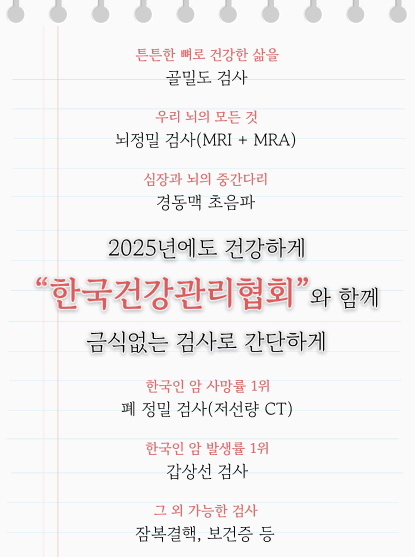 튼튼한 뼈로 건강한 삶을
골밀도 검사
우리 뇌의 모든 것
뇌정밀 검사(MRI + MRA)
심장과 뇌의 중간다리
경동맥 초음파
2025년에도 건강하게
“한국건강관리협회”와 함께
금식없는 검사로 간단하게
한국인 암 사망률 1위
폐 정밀 검사(저선량 CT)
한국인 암 발생률 1위
갑상선 검사
그 외 가능한 검사
잠복결핵, 보건증 등